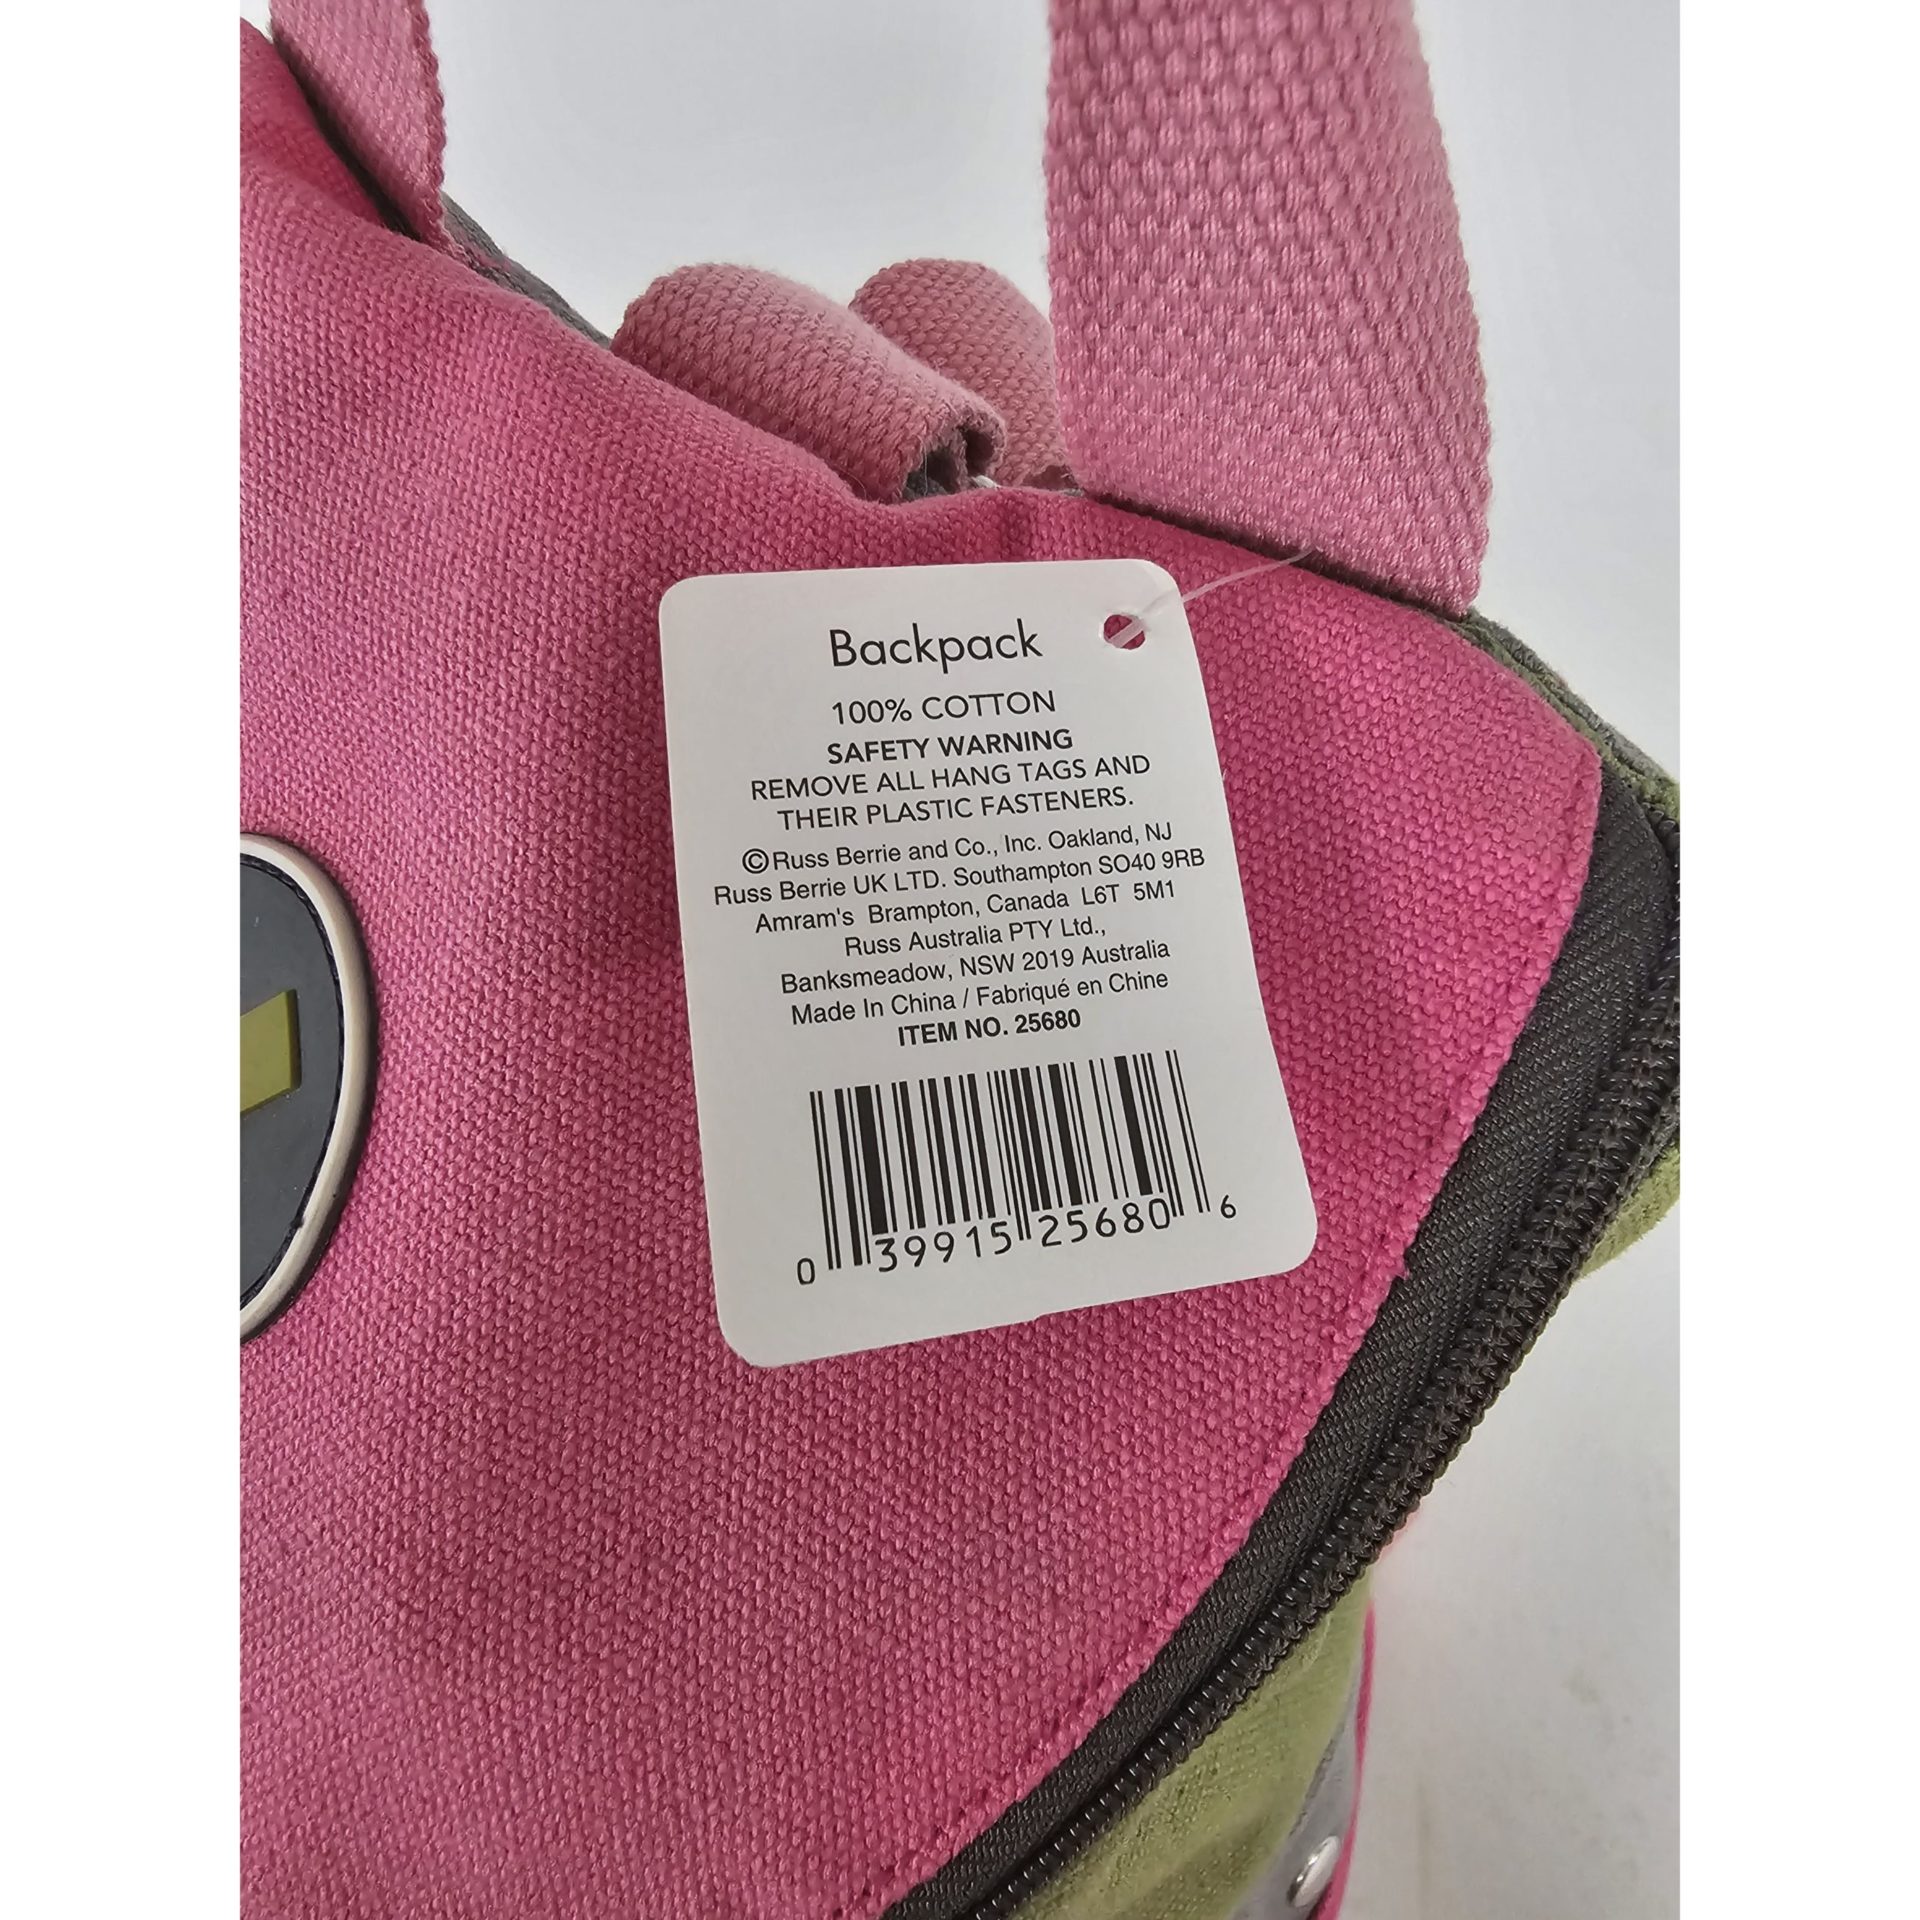 Backpack
100% COTTON
SAFETY WARNING
REMOVE ALL HANG TAGS AND
THEIR PLASTIC FASTENERS.
©Russ Berrie and Co., Inc. Oakland, NJ
Russ Berrie UK LTD. Southampton SO40 9RB
Amram's Brampton, Canada L6T 5M1
Russ Australia PTY Ltd.,
Banksmeadow, NSW 2019 Australia
Made In China / Fabriqué en Chine
ITEM NO. 25680
0 39915 25680 6